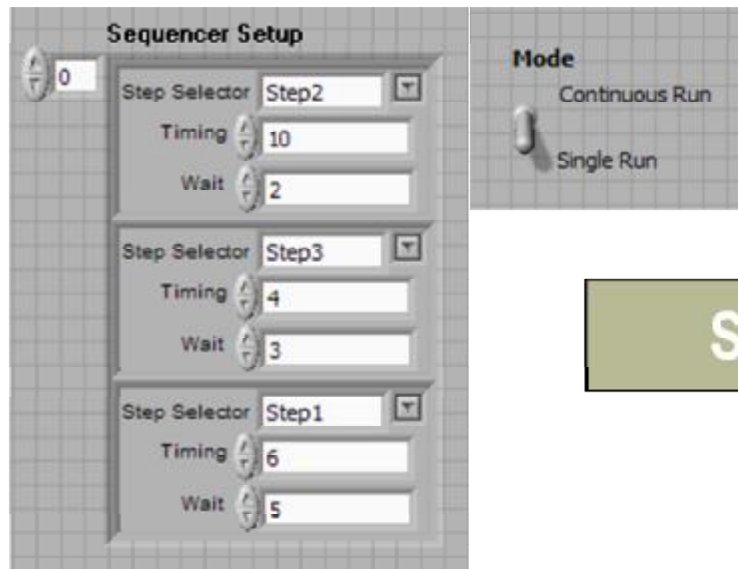 Sequencer Setup
0
Step Selector Step2
Timing 10
Wait 2
Step Selector Step3
Timing 4
Wait 3
Step Selector Step1
Timing 6
Wait 5
Mode
Continuous Run
Single Run
S